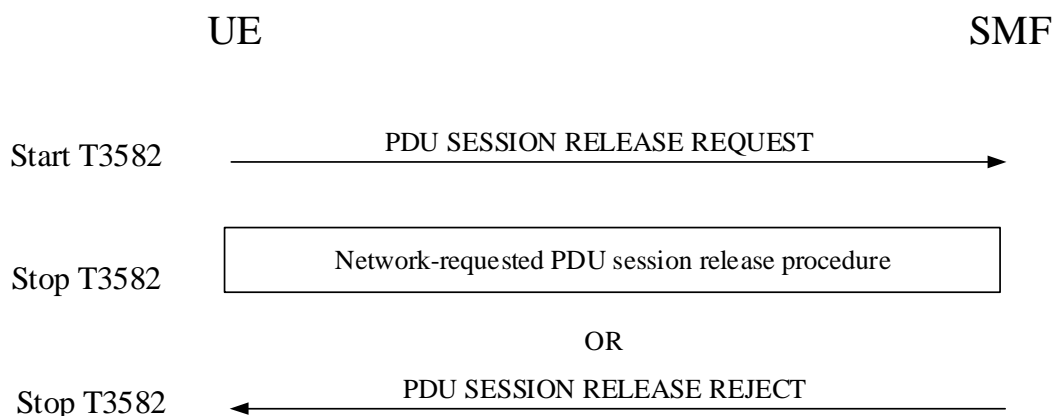 UE SMF
Start T3582 PDU SESSION RELEASE REQUEST
Stop T3582 Network-requested PDU session release procedure
OR
Stop T3582 PDU SESSION RELEASE REJECT